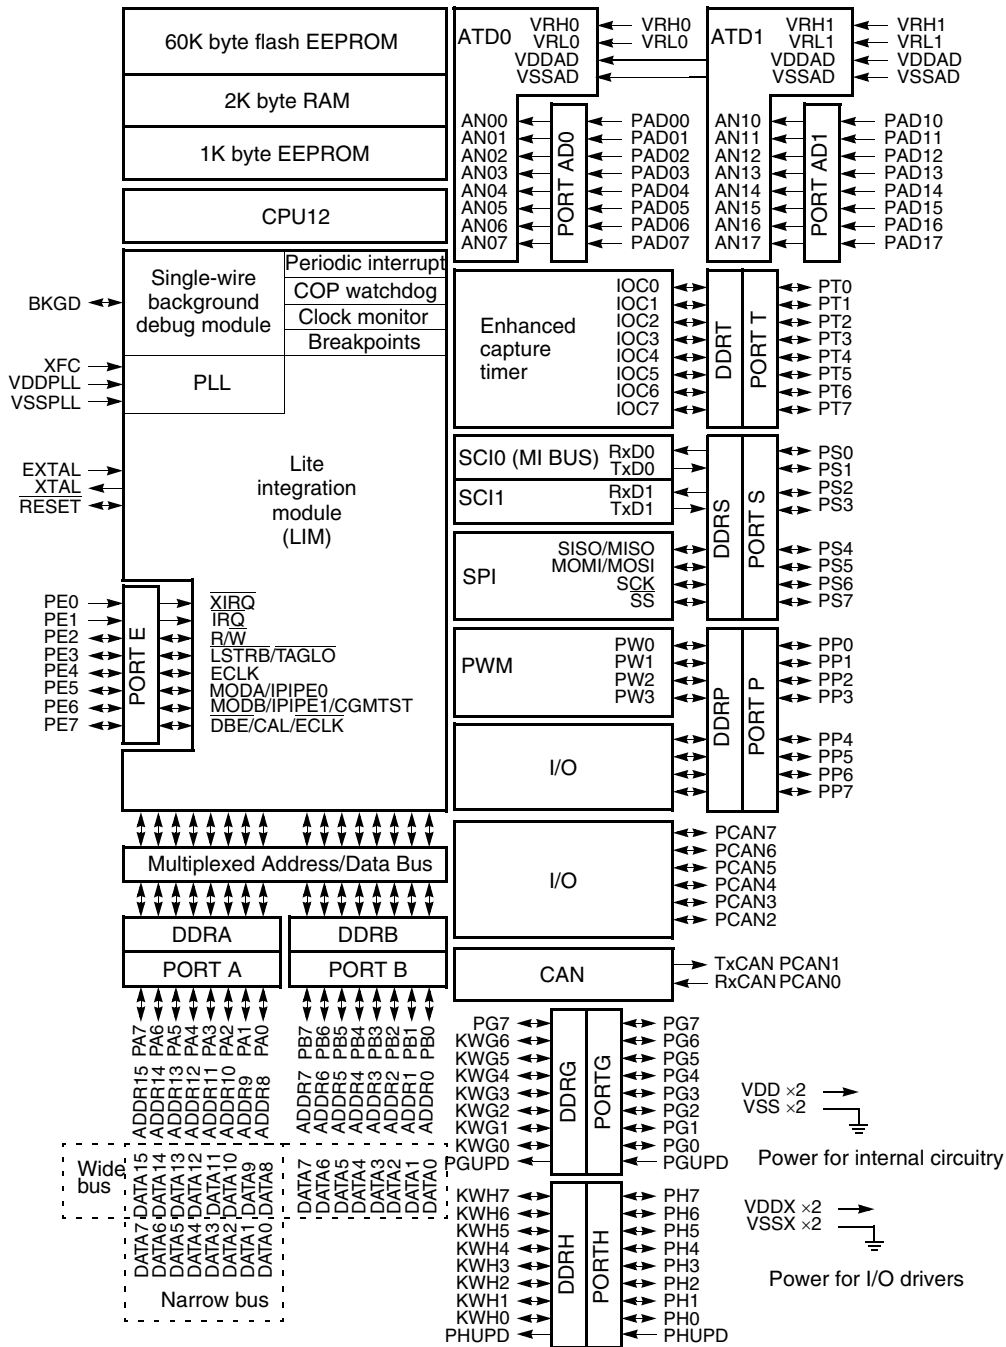 60K byte flash EEPROM
2K byte RAM
1K byte EEPROM
CPU12
Single-wire
background
debug module
Periodic interrupt
COP watchdog
Clock monitor
Breakpoints
PLL
BKGD
XFC
VDDPLL
VSSPLL
EXTAL
XTAL
RESET
Lite
integration
module
(LIM)
PE0
PE1
PE2
PE3
PE4
PE5
PE6
PE7
PORT E
XIRQ
IRQ
R/W
LSTRB/TAGLO
ECLK
MODA/IPIPE0
MODB/IPIPE1/CGMTST
DBE/CAL/ECLK
Multiplexed Address/Data Bus
DDRA
PORT A
DDRB
PORT B
PA7
PA6
PA5
PA4
PA3
PA2
PA1
PA0
PB7
PB6
PB5
PB4
PB3
PB2
PB1
PB0
ADDR15
ADDR14
ADDR13
ADDR12
ADDR11
ADDR10
ADDR9
ADDR8
ADDR7
ADDR6
ADDR5
ADDR4
ADDR3
ADDR2
ADDR1
ADDR0
Wide
bus
DATA15
DATA14
DATA13
DATA12
DATA11
DATA10
DATA9
DATA8
DATA7
DATA6
DATA5
DATA4
DATA3
DATA2
DATA1
DATA0
DATA7
DATA6
DATA5
DATA4
DATA3
DATA2
DATA1
DATA0
Narrow bus
ATD0
VRH0
VRL0
VDDAD
VSSAD
VRH0
VRL0
AN00
AN01
AN02
AN03
AN04
AN05
AN06
AN07
PORT AD0
PAD00
PAD01
PAD02
PAD03
PAD04
PAD05
PAD06
PAD07
ATD1
VRH1
VRL1
VDDAD
VSSAD
VRH1
VRL1
VDDAD
VSSAD
AN10
AN11
AN12
AN13
AN14
AN15
AN16
AN17
PORT AD1
PAD10
PAD11
PAD12
PAD13
PAD14
PAD15
PAD16
PAD17
Enhanced
capture
timer
IOC0
IOC1
IOC2
IOC3
IOC4
IOC5
IOC6
IOC7
DDRT
PORT T
PT0
PT1
PT2
PT3
PT4
PT5
PT6
PT7
SCI0 (MI BUS)
RxD0
TxD0
SCI1
RxD1
TxD1
SPI
SISO/MISO
MOMI/MOSI
SCK
SS
DDRS
PORT S
PS0
PS1
PS2
PS3
PS4
PS5
PS6
PS7
PWM
PW0
PW1
PW2
PW3
I/O
DDRP
PORT P
PP0
PP1
PP2
PP3
PP4
PP5
PP6
PP7
I/O
PCAN7
PCAN6
PCAN5
PCAN4
PCAN3
PCAN2
CAN
TxCAN PCAN1
RxCAN PCAN0
PG7
KWG6
KWG5
KWG4
KWG3
KWG2
KWG1
KWG0
PGUPD
DDRG
PORTG
PG7
PG6
PG5
PG4
PG3
PG2
PG1
PG0
PGUPD
KWH7
KWH6
KWH5
KWH4
KWH3
KWH2
KWH1
KWH0
PHUPD
DDRH
PORTH
PH7
PH6
PH5
PH4
PH3
PH2
PH1
PH0
PHUPD
VDD ×2
VSS ×2
Power for internal circuitry
VDDX ×2
VSSX ×2
Power for I/O drivers